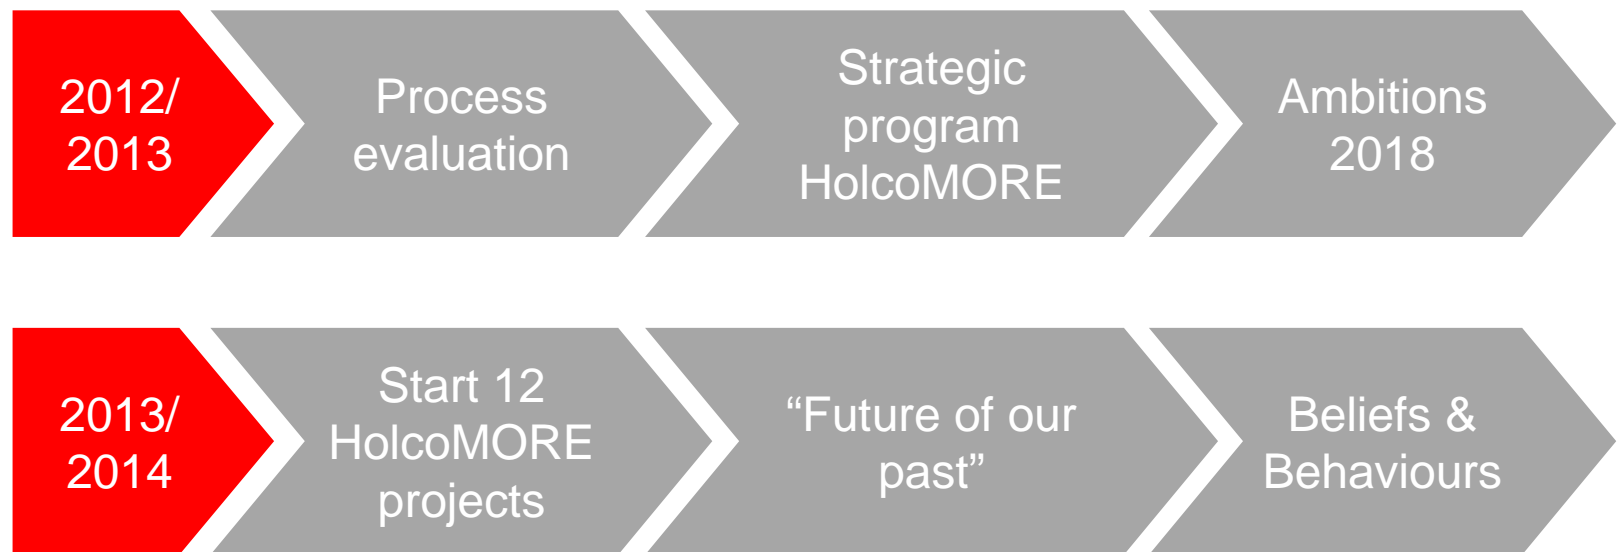 2012/
2013
Process
evaluation
Strategic
program
HolcoMORE
Ambitions
2018
2013/
2014
Start 12
HolcoMORE
projects
“Future of our
past”
Beliefs &
Behaviours